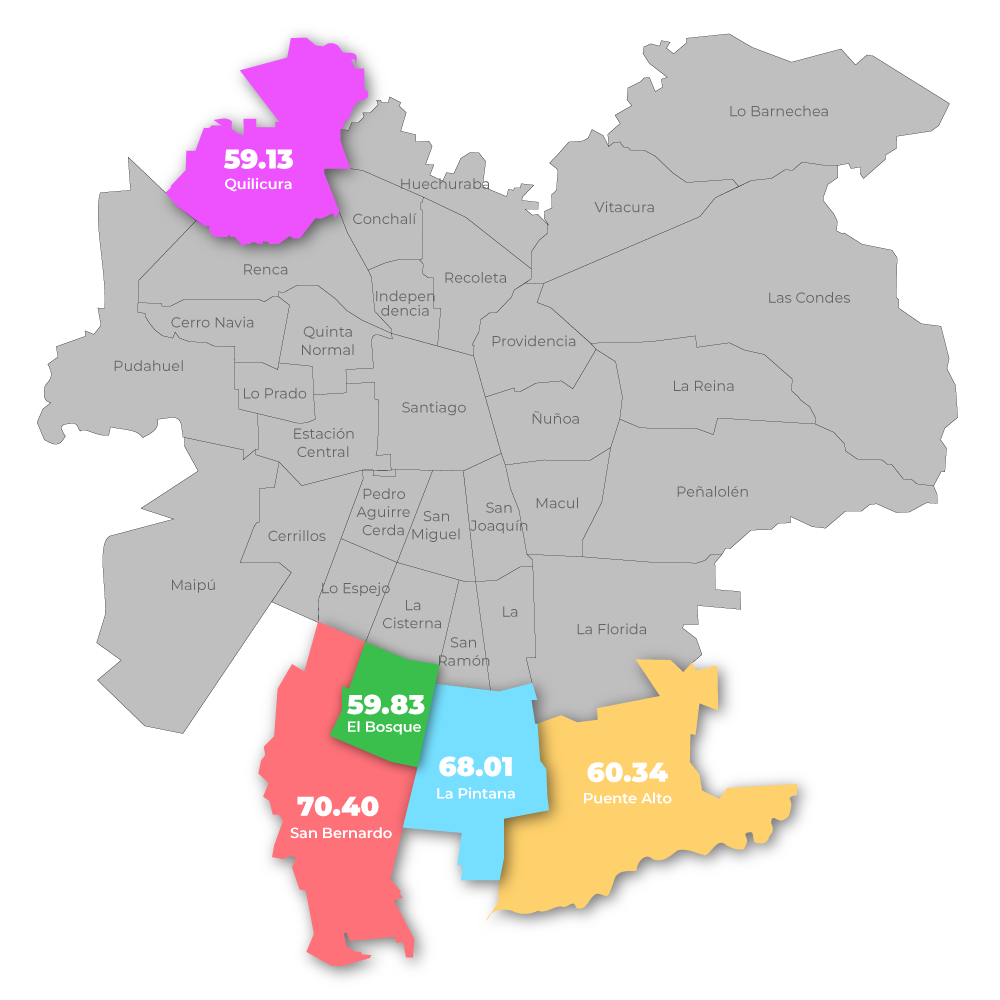 Lo Barnechea
59.13
Quilicura
Huechuraba
Vitacura
Conchalí
Renca
Recoleta
Indepen
dencia
Las Condes
Cerro Navia
Quinta
Normal
Providencia
Pudahuel
Lo Prado
La Reina
Santiago
Ñuñoa
Estación
Central
Peñalolén
Pedro
Aguirre
Cerda
San
Miguel
San
Joaquín
Macul
Cerrillos
Maipú
Lo Espejo
La
Cisterna
La
San
Ramón
La Florida
59.83
El Bosque
68.01
La Pintana
60.34
Puente Alto
70.40
San Bernardo